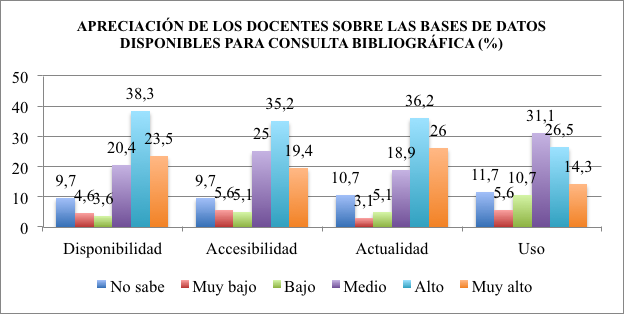 APRECIACIÓN DE LOS DOCENTES SOBRE LAS BASES DE DATOS
DISPONIBLES PARA CONSULTA BIBLIOGRÁFICA (%)
50
40
30
20
10
0
9,7
4,6
3,6
20,4
38,3
23,5
9,7
5,6
5,1
25
35,2
19,4
10,7
3,1
5,1
18,9
36,2
26
11,7
5,6
10,7
31,1
26,5
14,3
Disponibilidad
Accesibilidad
Actualidad
Uso
No sabe
Muy bajo
Bajo
Medio
Alto
Muy alto